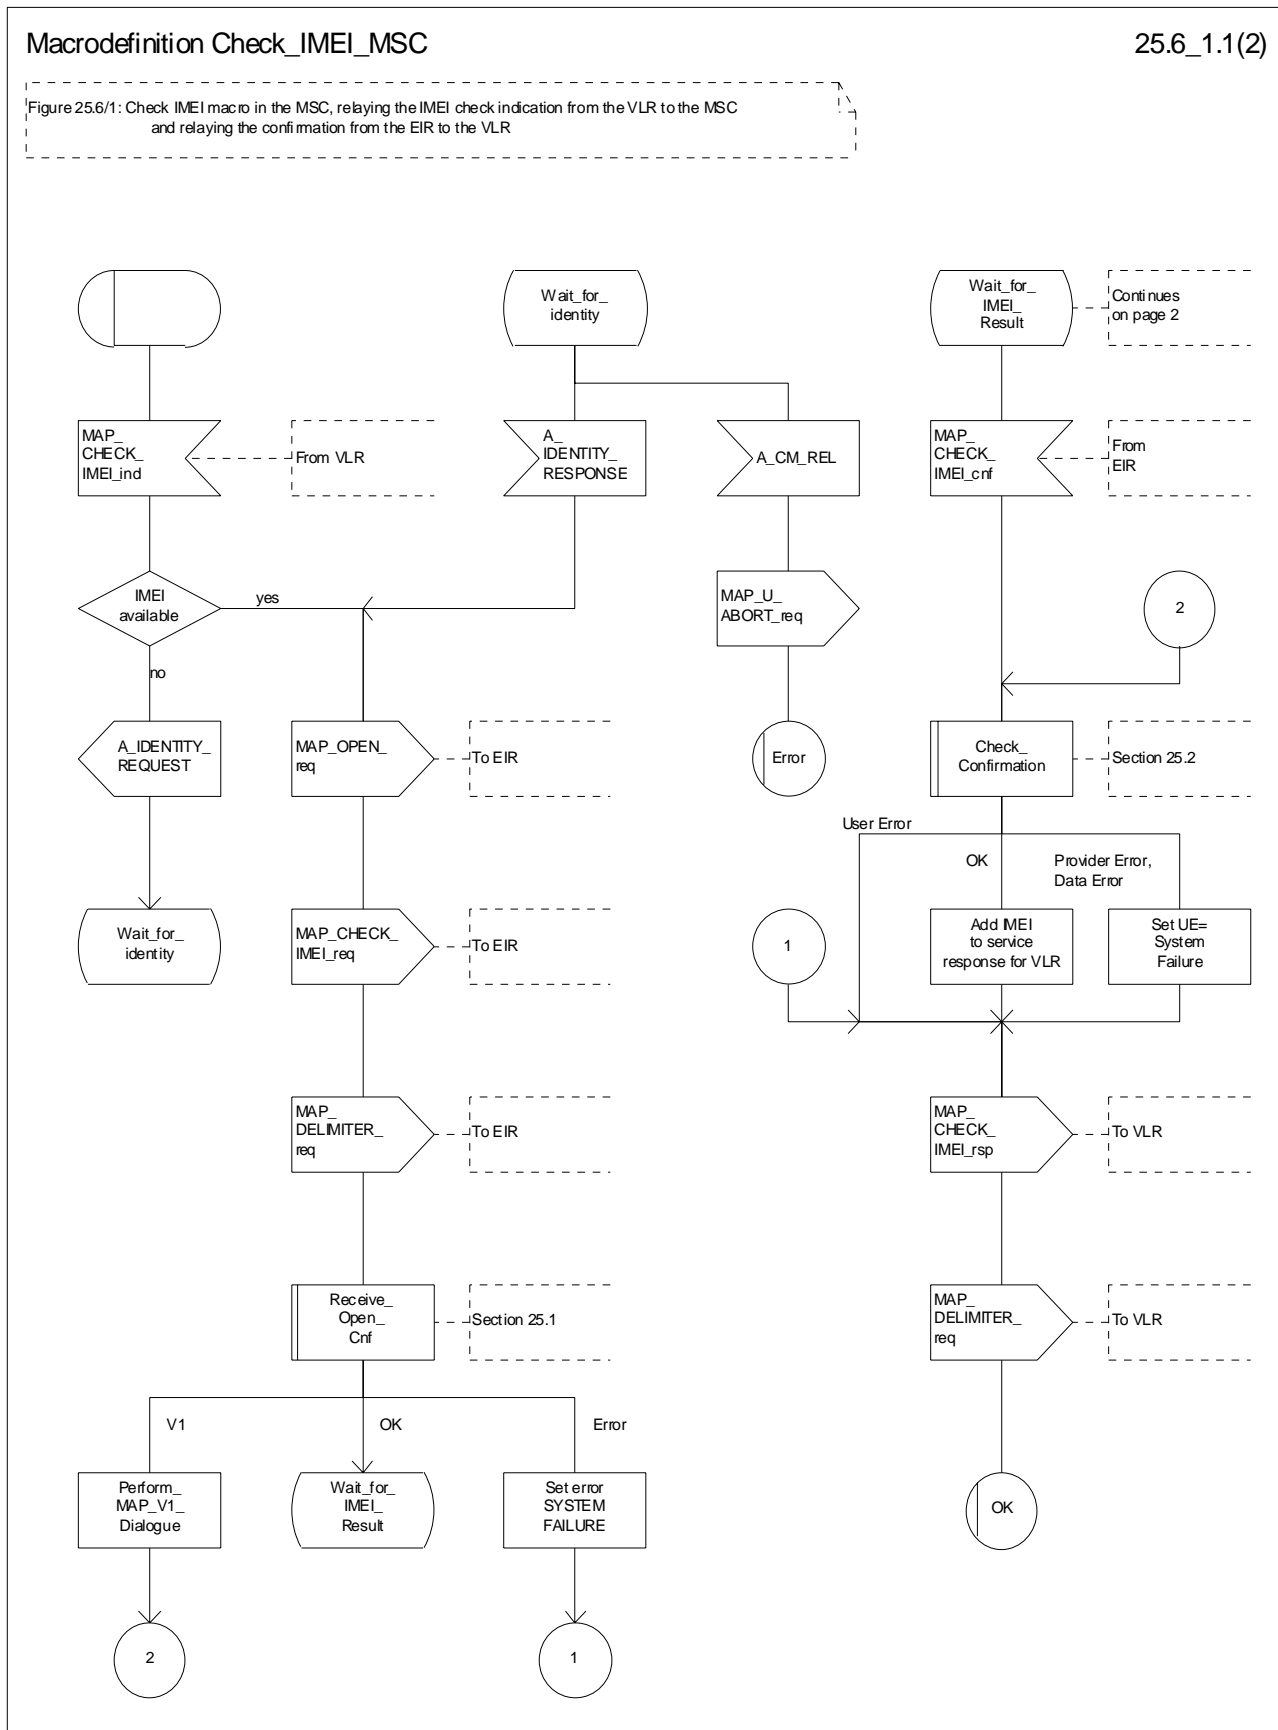 Macrodefinition Check_IMEI_MSC
25.6_1.1(2)
Figure 25.6/1: Check IMEI macro in the MSC, relaying the IMEI check indication from the VLR to the MSC
and relaying the confirmation from the EIR to the VLR
Wait_for_
identity
Wait_for_
IMEI_
Result
Continues
on page 2
MAP_
CHECK_
IMEI_ind
From VLR
A_
IDENTITY_
RESPONSE
A_CM_REL
MAP_
CHECK_
IMEI_cnf
From
EIR
IMEI
available
yes
no
MAP_U_
ABORT_req
2
A_IDENTITY_
REQUEST
MAP_OPEN_
req
To EIR
Error
Check_
Confirmation
Section 25.2
User Error
OK
Provider Error,
Data Error
Wait_for_
identity
MAP_CHECK_
IMEI_req
To EIR
1
Add IMEI
to service
response for VLR
Set UE=
System
Failure
MAP_
DELIMITER_
req
To EIR
MAP_
CHECK_
IMEI_rsp
To VLR
Receive_
Open_
Cnf
Section 25.1
MAP_
DELIMITER_
req
To VLR
V1
OK
Error
Perform_
MAP_V1_
Dialogue
Wait_for_
IMEI_
Result
Set error
SYSTEM
FAILURE
OK
2
1